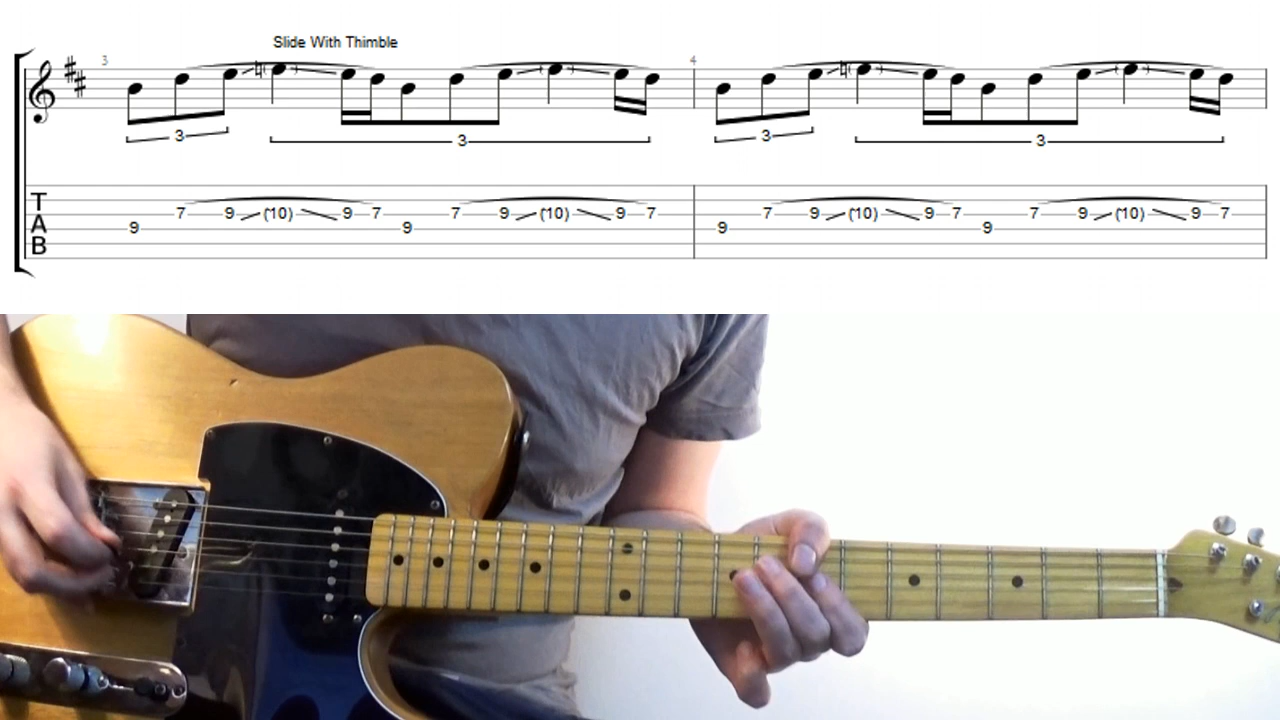 Slide With Thimble
3 4
3 3 3 3
T 7 9 (10) 9 7 7 9 (10) 9 7 7 9 (10) 9 7 7 9 (10) 9 7
A 9 9 9 9
B